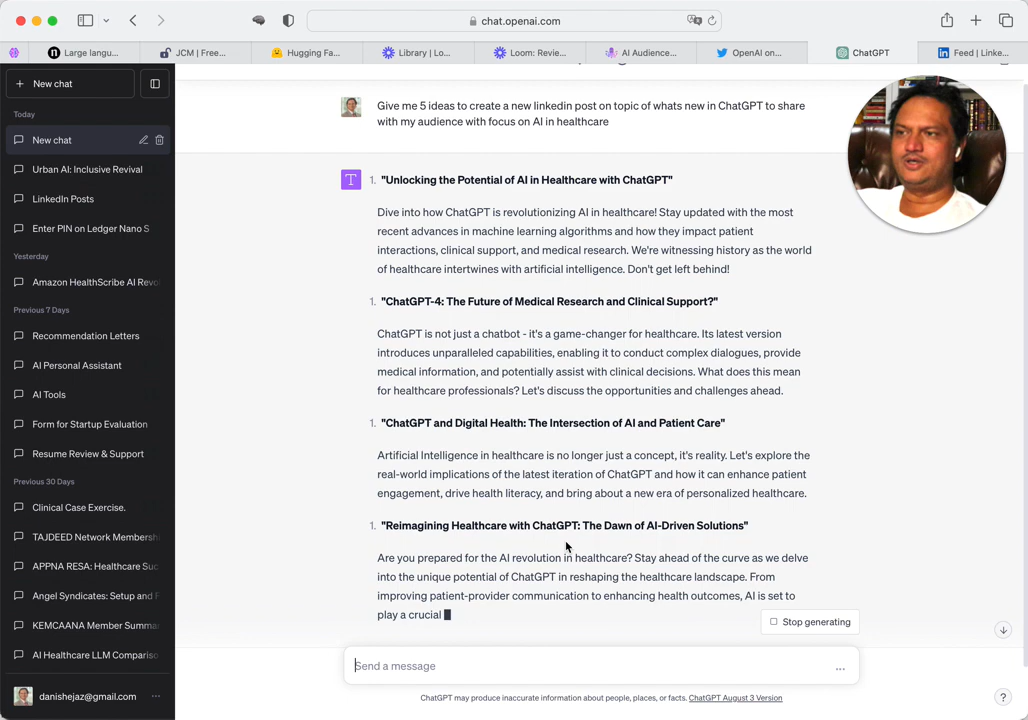 chat.openai.com
Large langu...
JCM | Free...
Hugging Fa...
Library | Lo...
Loom: Revie...
AI Audience...
OpenAI on...
ChatGPT
Feed | Linke...
New chat
Today
New chat
Urban AI: Inclusive Revival
LinkedIn Posts
Enter PIN on Ledger Nano S
Yesterday
Amazon HealthScribe AI Revo
Previous 7 Days
Recommendation Letters
AI Personal Assistant
AI Tools
Form for Startup Evaluation
Resume Review & Support
Previous 30 Days
Clinical Case Exercise.
TAJDEED Network Membersh
APPNA RESA: Healthcare Suc
Angel Syndicates: Setup and F
KEMCAANA Member Summa
AI Healthcare LLM Compariso
danishejaz@gmail.com
Give me 5 ideas to create a new linkedin post on topic of whats new in ChatGPT to share
with my audience with focus on AI in healthcare
T
1. "Unlocking the Potential of AI in Healthcare with ChatGPT"
Dive into how ChatGPT is revolutionizing AI in healthcare! Stay updated with the most
recent advances in machine learning algorithms and how they impact patient
interactions, clinical support, and medical research. We're witnessing history as the world
of healthcare intertwines with artificial intelligence. Don't get left behind!
1. "ChatGPT-4: The Future of Medical Research and Clinical Support?"
ChatGPT is not just a chatbot - it's a game-changer for healthcare. Its latest version
introduces unparalleled capabilities, enabling it to conduct complex dialogues, provide
medical information, and potentially assist with clinical decisions. What does this mean
for healthcare professionals? Let's discuss the opportunities and challenges ahead.
1. "ChatGPT and Digital Health: The Intersection of AI and Patient Care"
Artificial Intelligence in healthcare is no longer just a concept, it's reality. Let's explore the
real-world implications of the latest iteration of ChatGPT and how it can enhance patient
engagement, drive health literacy, and bring about a new era of personalized healthcare.
1. "Reimagining Healthcare with ChatGPT: The Dawn of AI-Driven Solutions"
Are you prepared for the AI revolution in healthcare? Stay ahead of the curve as we delve
into the unique potential of ChatGPT in reshaping the healthcare landscape. From
improving patient-provider communication to enhancing health outcomes, AI is set to
play a crucial
Stop generating
Send a message
ChatGPT may produce inaccurate information about people, places, or facts. ChatGPT August 3 Version
?